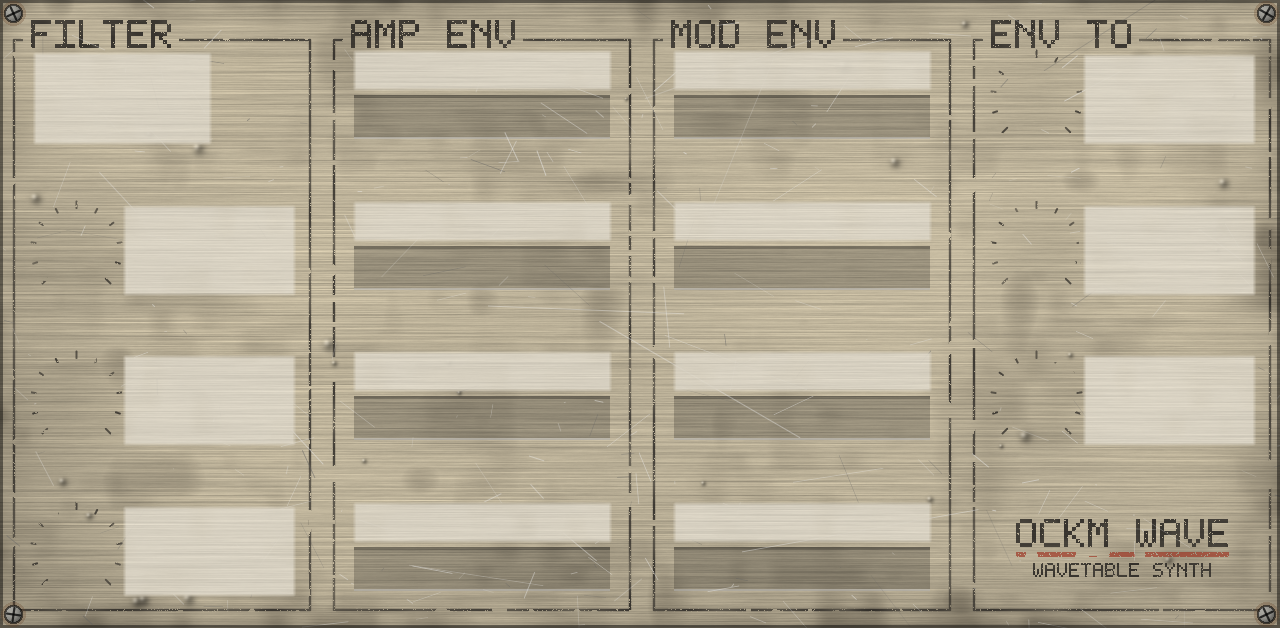 FILTER
AMP ENV
MOD ENV
ENV TO
OCKM WAVE
WAVETABLE SYNTH